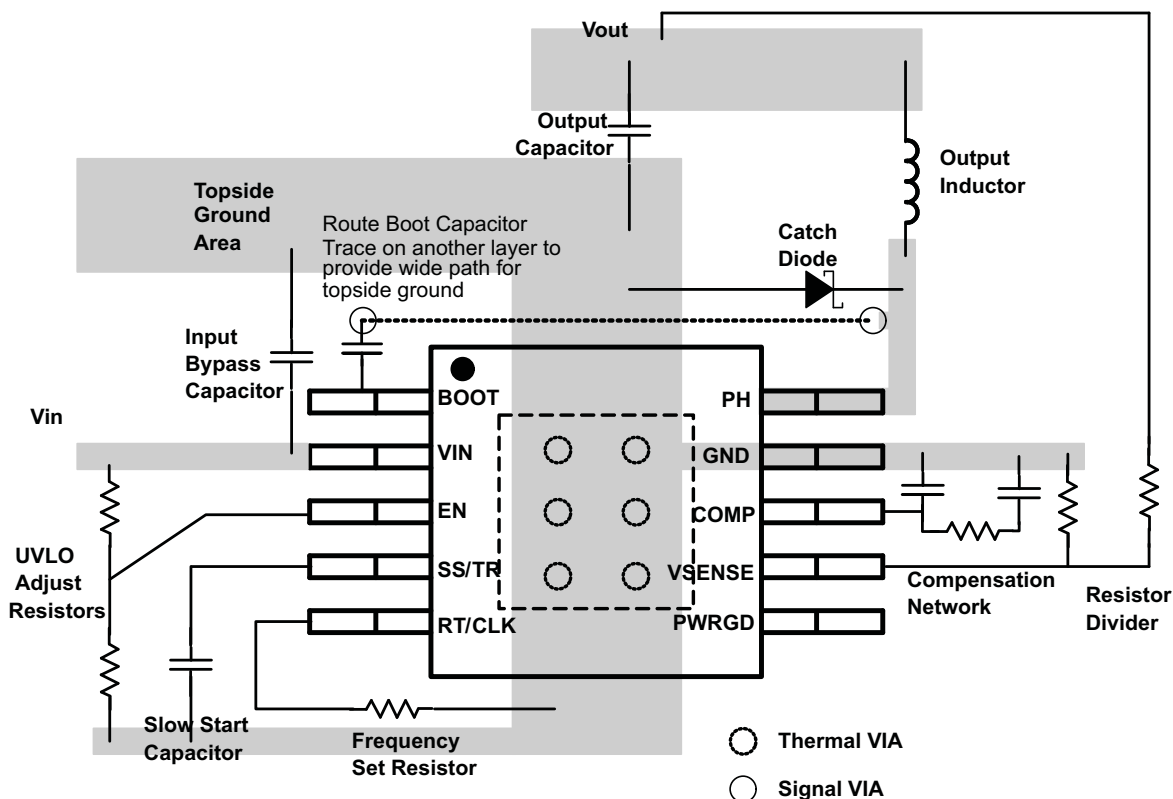 Vout
Output
Capacitor
Output
Inductor
Topside
Ground
Area
Route Boot Capacitor
Trace on another layer to
provide wide path for
topside ground
Catch
Diode
Input
Bypass
Capacitor
Vin
BOOT
VIN
EN
SS/TR
RT/CLK
PH
GND
COMP
VSENSE
PWRGD
UVLO
Adjust
Resistors
Compensation
Network
Resistor
Divider
Slow Start
Capacitor
Frequency
Set Resistor
Thermal VIA
Signal VIA